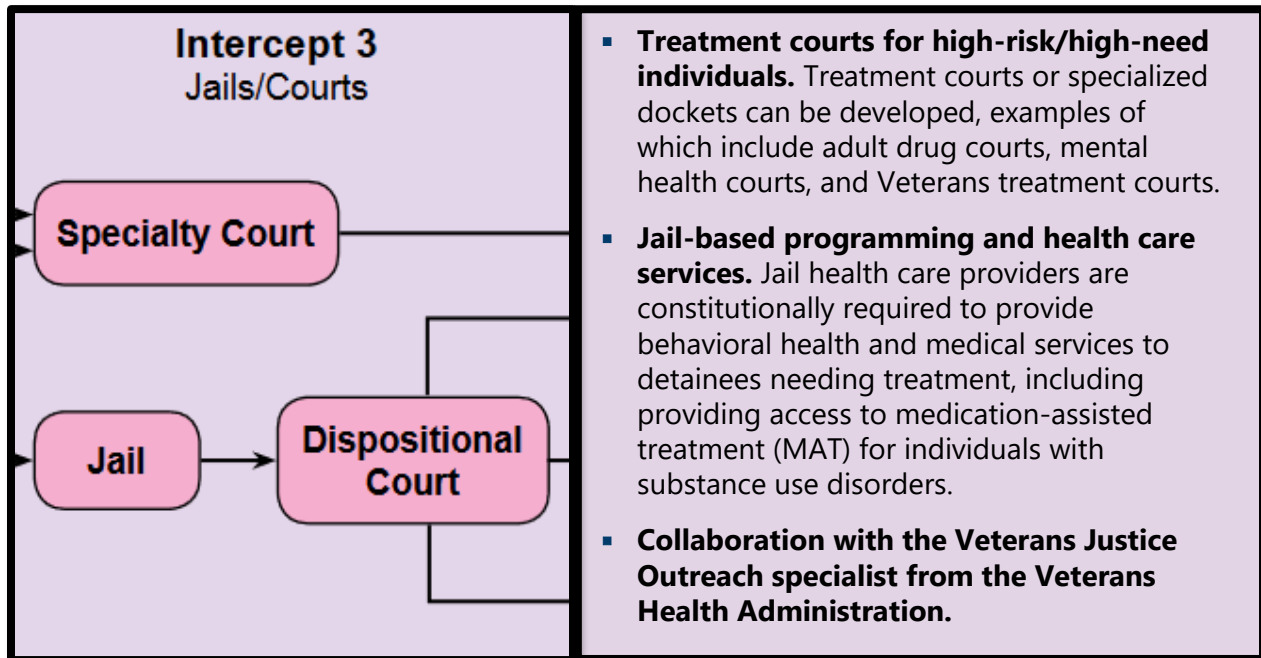 Intercept 3
Jails/Courts
Specialty Court
Jail
Dispositional
Court
▪ Treatment courts for high-risk/high-need
individuals. Treatment courts or specialized
dockets can be developed, examples of
which include adult drug courts, mental
health courts, and Veterans treatment courts.
▪ Jail-based programming and health care
services. Jail health care providers are
constitutionally required to provide
behavioral health and medical services to
detainees needing treatment, including
providing access to medication-assisted
treatment (MAT) for individuals with
substance use disorders.
▪ Collaboration with the Veterans Justice
Outreach specialist from the Veterans
Health Administration.